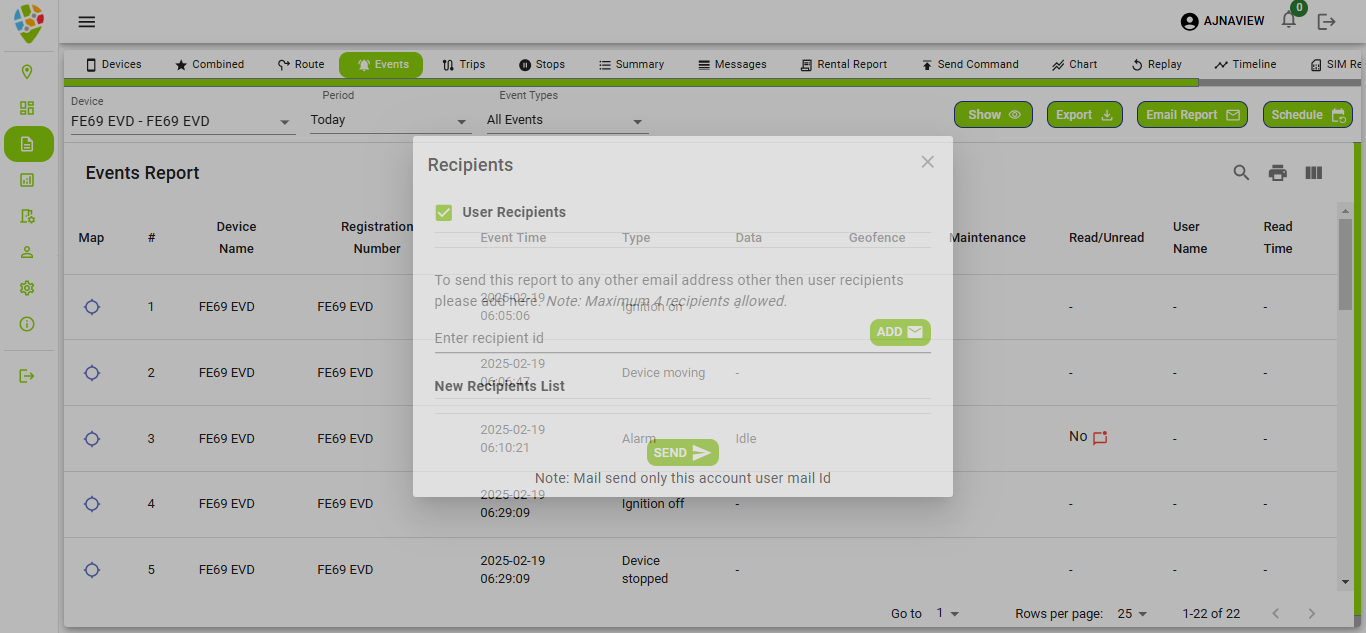 AJNAVIEW
0
Devices
Combined
Route
Events
Trips
Stops
Summary
Messages
Rental Report
Send Command
Chart
Replay
Timeline
SIM Re
Device
FE69 EVD - FE69 EVD
Period
Today
Event Types
All Events
Show
Export
Email Report
Schedule
Events Report
Map
#
Device
Name
Registration
Number
Event Time
Type
Data
Geofence
Maintenance
Read/Unread
User
Name
Read
Time
1
FE69 EVD
FE69 EVD
2025-02-19
06:05:06
Ignition on
-
-
-
-
2
FE69 EVD
FE69 EVD
2025-02-19
06:06:47
Device moving
-
-
-
-
3
FE69 EVD
FE69 EVD
2025-02-19
06:10:21
Alarm
Idle
No
-
-
4
FE69 EVD
FE69 EVD
2025-02-19
06:29:09
Ignition off
-
-
-
-
5
FE69 EVD
FE69 EVD
2025-02-19
06:29:09
Device
stopped
-
-
-
-
Go to
1
Rows per page:
25
1-22 of 22
Recipients
User Recipients
To send this report to any other email address other then user recipients
please add here. Note: Maximum 4 recipients allowed.
Enter recipient id
ADD
New Recipients List
SEND
Note: Mail send only this account user mail Id